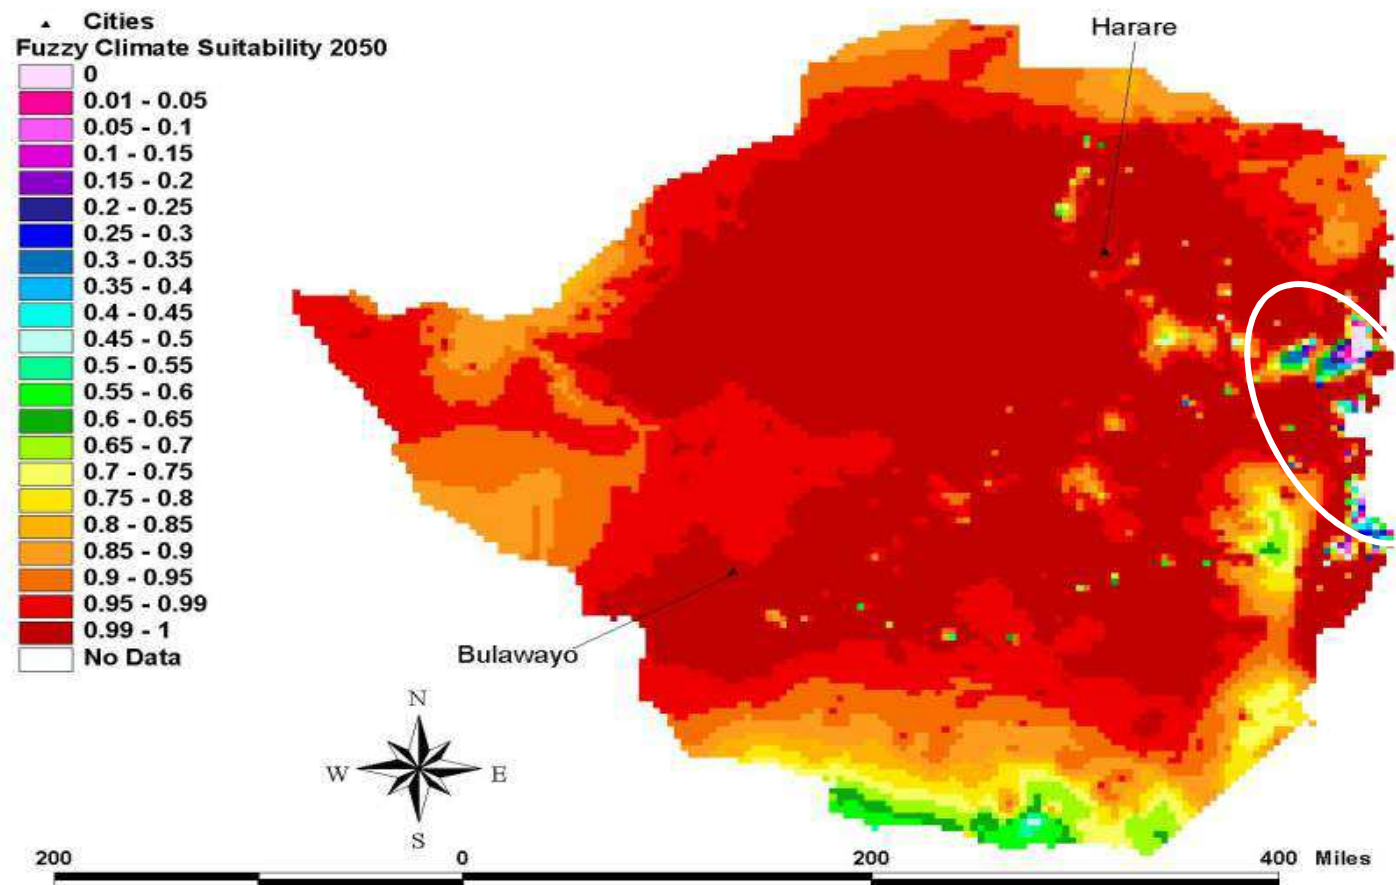 Cities
Fuzzy Climate Suitability 2050
0
0.01 - 0.05
0.05 - 0.1
0.1 - 0.15
0.15 - 0.2
0.2 - 0.25
0.25 - 0.3
0.3 - 0.35
0.35 - 0.4
0.4 - 0.45
0.45 - 0.5
0.5 - 0.55
0.55 - 0.6
0.6 - 0.65
0.65 - 0.7
0.7 - 0.75
0.75 - 0.8
0.8 - 0.85
0.85 - 0.9
0.9 - 0.95
0.95 - 0.99
0.99 - 1
No Data
Harare
Bulawayo
N
W E
S
200 0 200 400 Miles